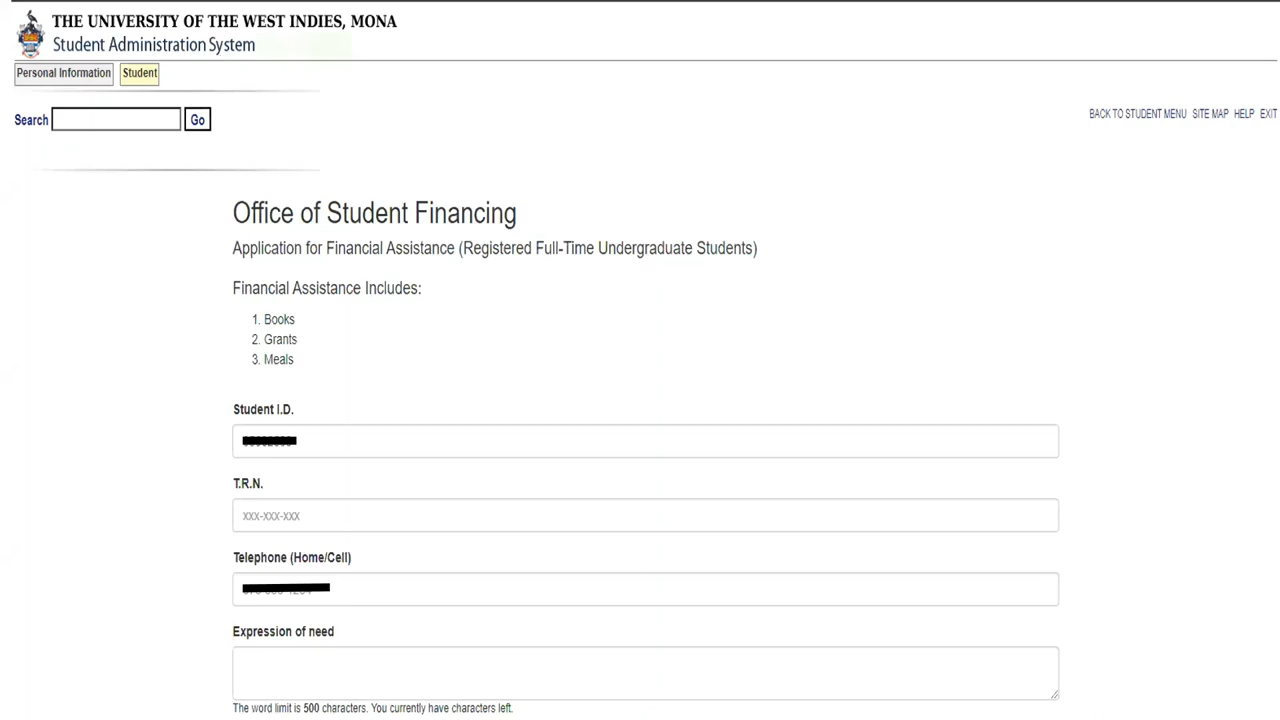 THE UNIVERSITY OF THE WEST INDIES, MONA
Student Administration System
Personal Information Student
Search Go
BACK TO STUDENT MENU SITE MAP HELP EXIT
Office of Student Financing
Application for Financial Assistance (Registered Full-Time Undergraduate Students)
Financial Assistance Includes:
1. Books
2. Grants
3. Meals
Student I.D.
T.R.N.
xxx-xxx-xxx
Telephone (Home/Cell)
Expression of need
The word limit is 500 characters. You currently have characters left.